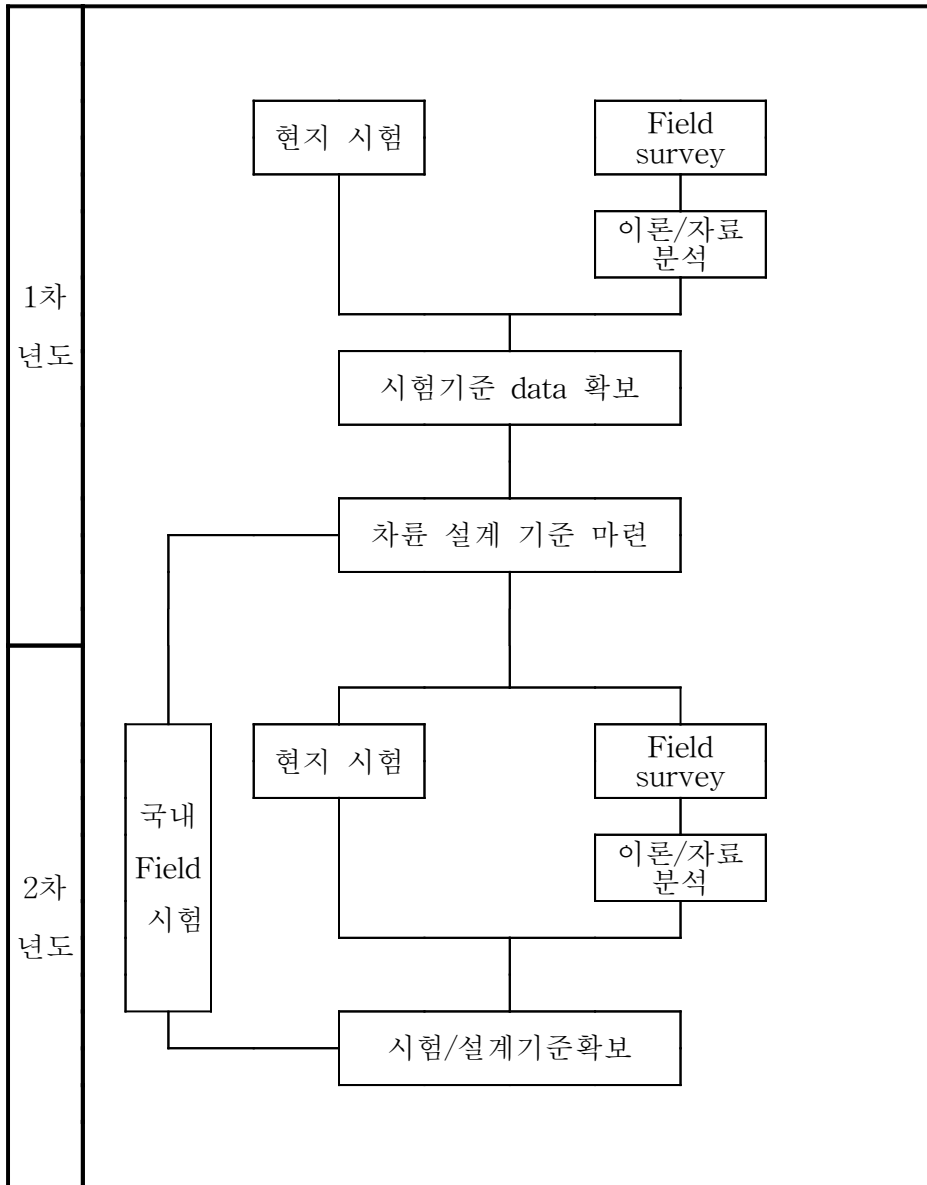 1차
년도
현지 시험
Field
survey
이론/자료
분석
시험기준 data 확보
차륜 설계 기준 마련
2차
년도
국내
Field
시험
현지 시험
Field
survey
이론/자료
분석
시험/설계기준확보